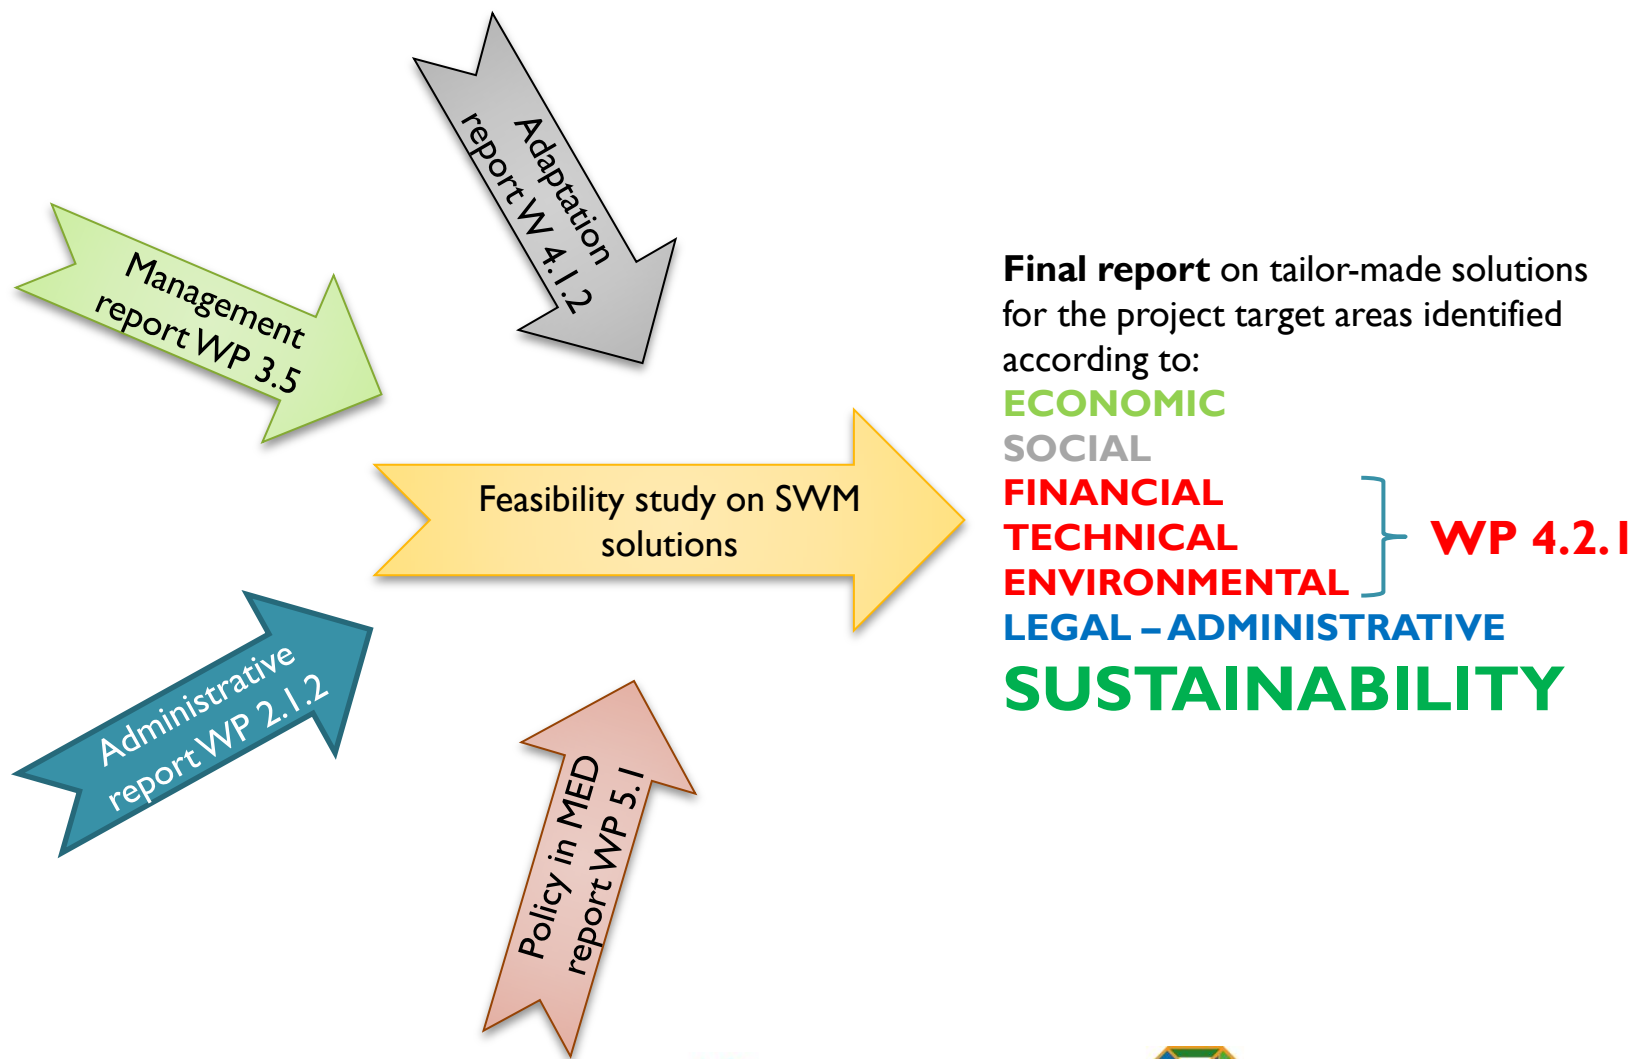 Adaptation
report W 4.1.2
Management
report WP 3.5
Feasibility study on SWM
solutions
Administrative
report WP 2.1.2
Policy in MED
report WP 5.1
Final report on tailor-made solutions
for the project target areas identified
according to:
ECONOMIC
SOCIAL
FINANCIAL
TECHNICAL
ENVIRONMENTAL
WP 4.2.1
LEGAL – ADMINISTRATIVE
SUSTAINABILITY